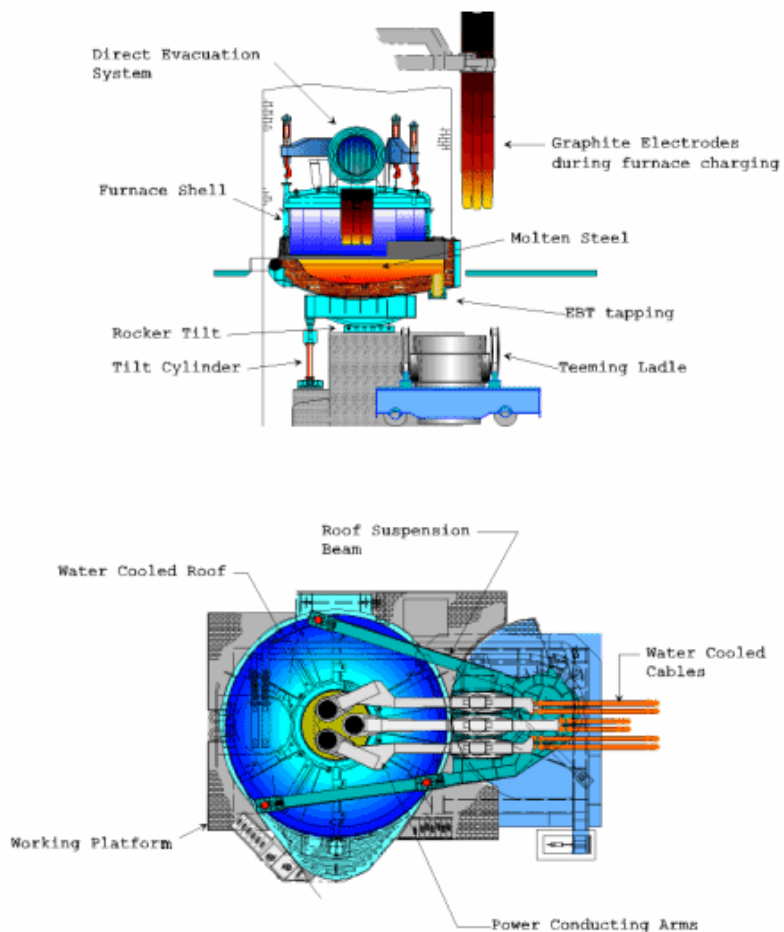 Direct Evacuation
System
Graphite Electrodes
during furnace charging
Furnace Shell
Molten Steel
EBT tapping
Rocker Tilt
Tilt Cylinder
Teeming Ladle
Roof Suspension
Beam
Water Cooled Roof
Water Cooled
Cables
Working Platform
Power Conducting Arms